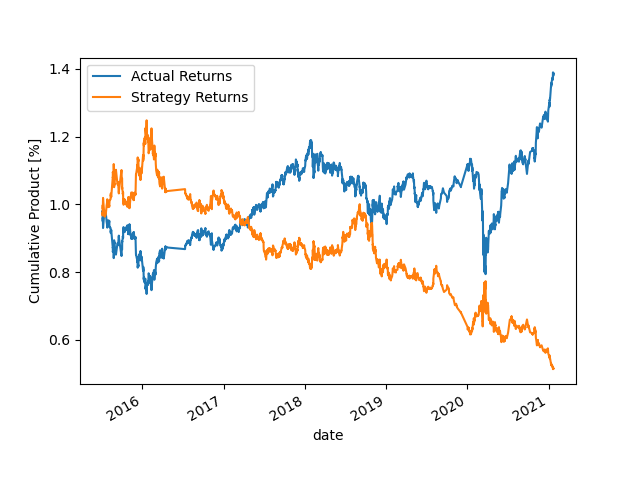 Actual Returns
Strategy Returns
Cumulative Product [%]
1.4
1.2
1.0
0.8
0.6
2016
2017
2018
2019
2020
2021
date